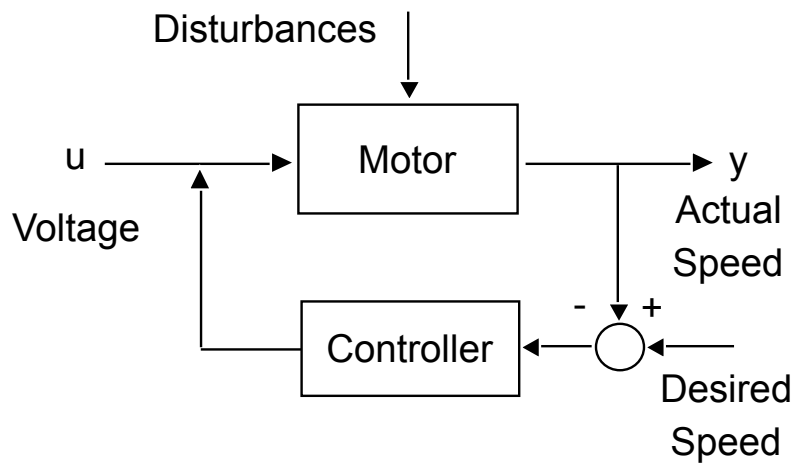 Disturbances
u
Motor
y
Voltage
Actual
Speed
- +
Controller
Desired
Speed